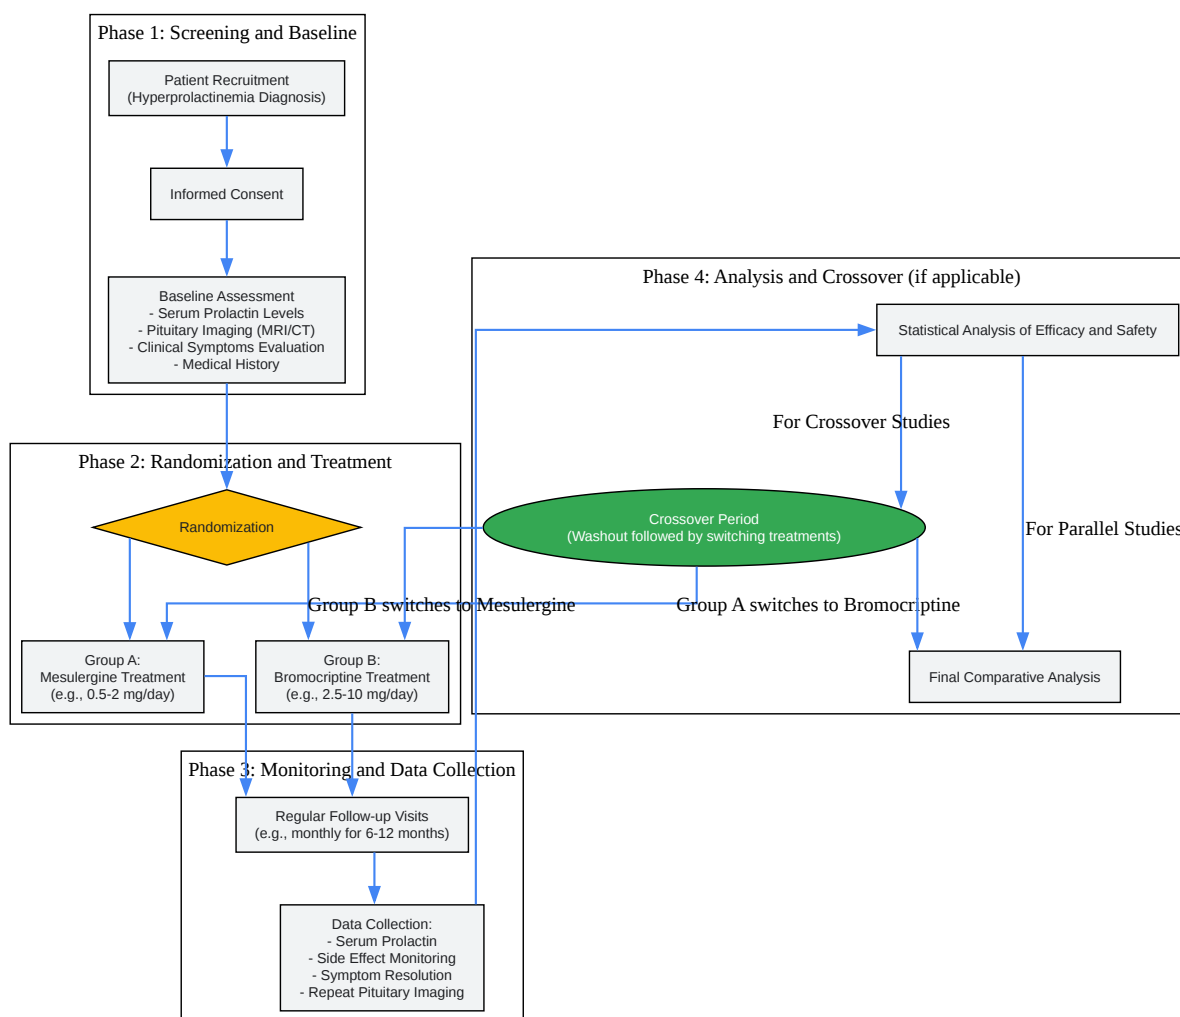 Phase 1: Screening and Baseline
Patient Recruitment
(Hyperprolactinemia Diagnosis)
Informed Consent
Baseline Assessment
- Serum Prolactin Levels
- Pituitary Imaging (MRI/CT)
- Clinical Symptoms Evaluation
- Medical History
Phase 2: Randomization and Treatment
Randomization
Group B switches to Mesulergine
Group A:
Mesulergine Treatment
(e.g., 0.5-2 mg/day)
Group B:
Bromocriptine Treatment
(e.g., 2.5-10 mg/day)
Phase 3: Monitoring and Data Collection
Regular Follow-up Visits
(e.g., monthly for 6-12 months)
Data Collection:
- Serum Prolactin
- Side Effect Monitoring
- Symptom Resolution
- Repeat Pituitary Imaging
Phase 4: Analysis and Crossover (if applicable)
Statistical Analysis of Efficacy and Safety
For Crossover Studies
Crossover Period
(Washout followed by switching treatments)
For Parallel Studies
Group A switches to Bromocriptine
Final Comparative Analysis